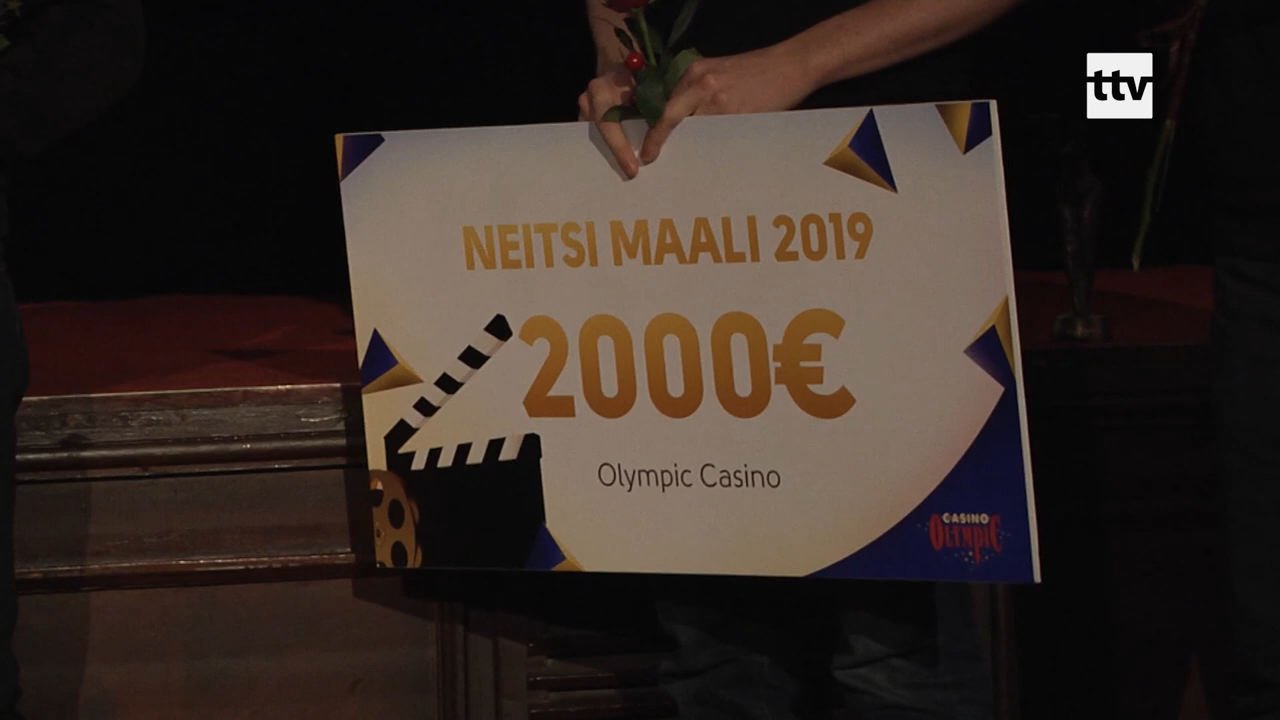 ttv
NEITSI MAALI 2019
2000€
Olympic Casino
CASINO
OLYMPIC